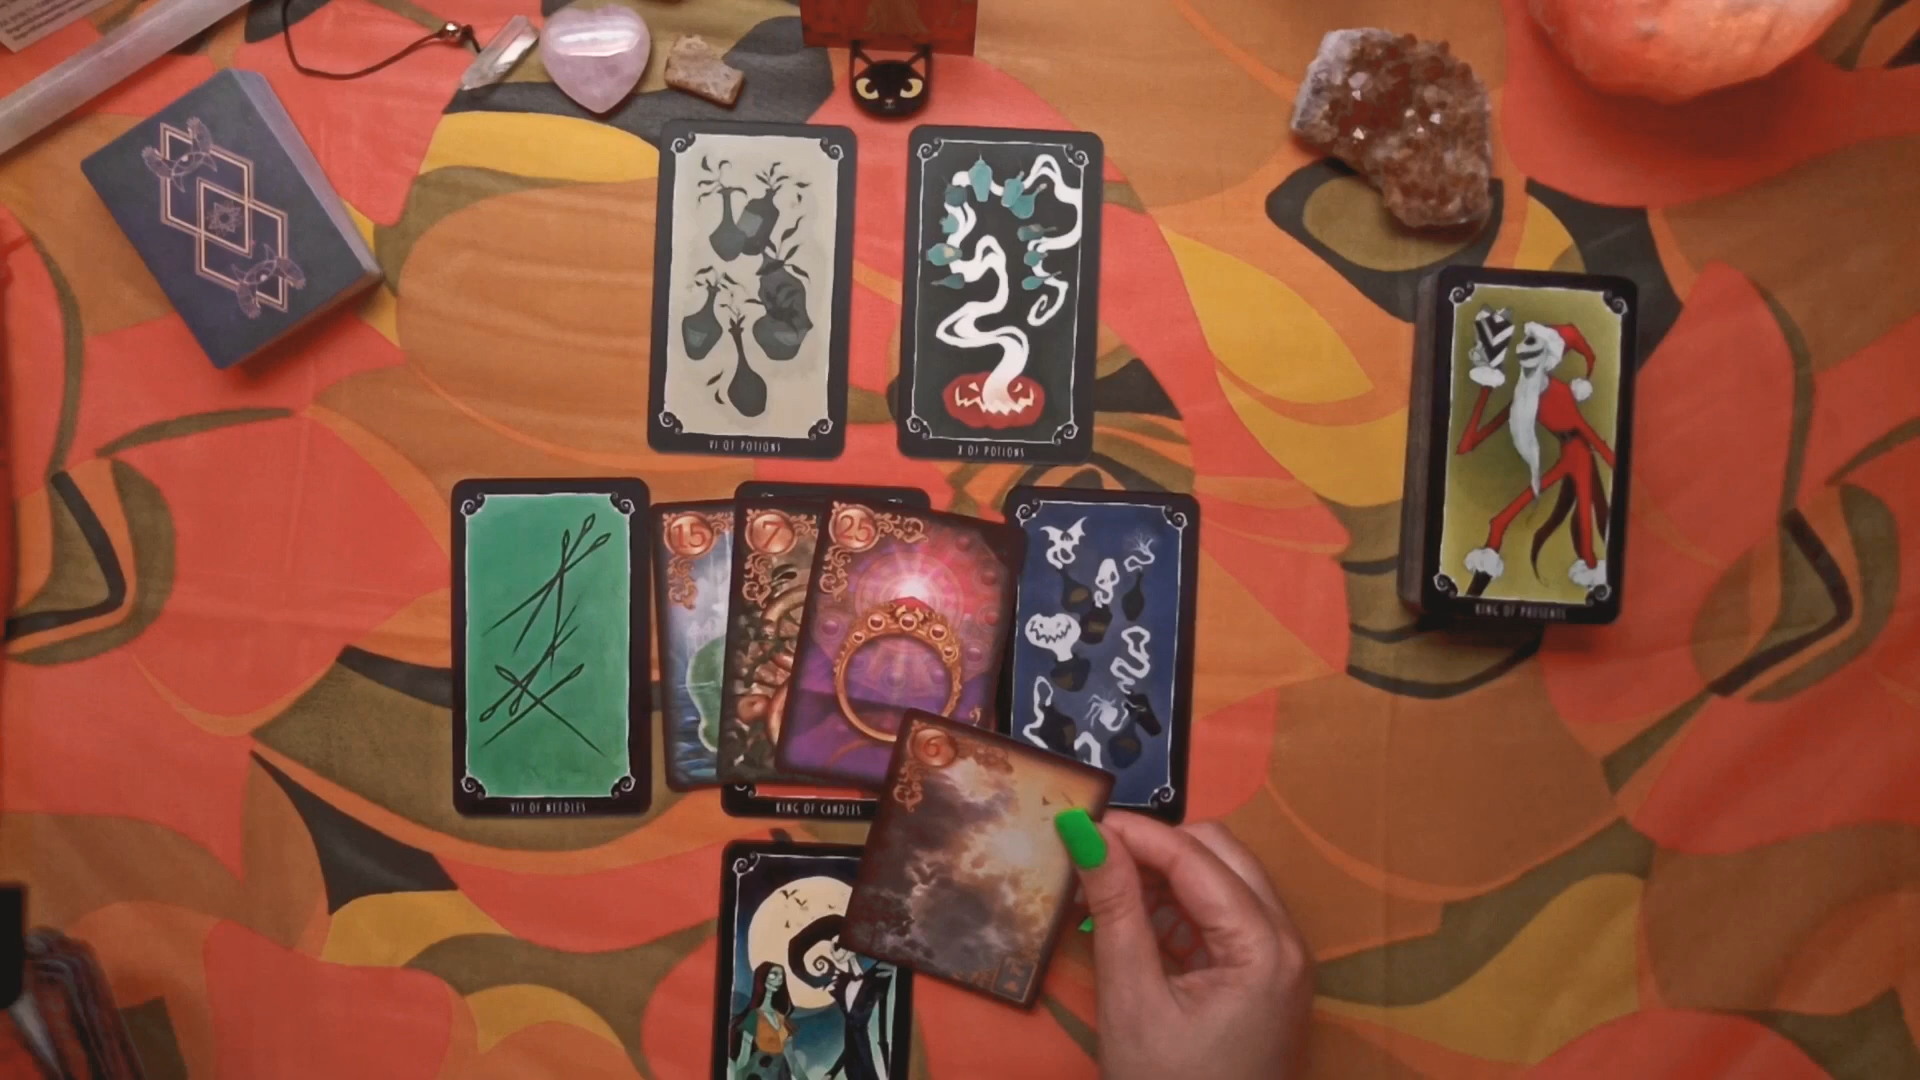 VI OF POTIONS
X OF POTIONS
KING OF PRESENTS
15
7
25
6
VII OF NEEDLES
KING OF CANDLES